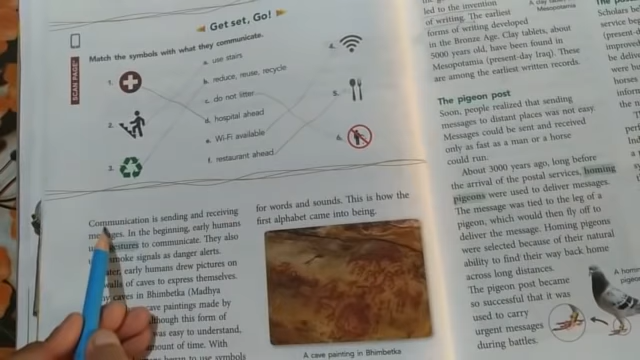 Get set, Go!
SCAN PAGE
Match the symbols with what they communicate.
1.
2.
3.
a. use stairs
b. reduce, reuse, recycle
c. do not litter
d. hospital ahead
e. Wi-Fi available
f. restaurant ahead
4.
5.
6.
Communication is sending and receiving
In the beginning, early humans
gestures to communicate. They also
smoke signals as danger alerts.
early humans drew pictures on
walls of caves to express themselves.
caves in Bhimbetka (Madhya
cave paintings made by
this form of
was easy to understand,
amount of time. With
began to use symbols
for words and sounds. This is how the
first alphabet came into being.
A cave painting in Bhimbetka
led to the invention
of writing. The earliest
forms of writing developed
in the Bronze Age. Clay tablets, about
5000 years old, have been found in
Mesopotamia (present-day Iraq). These
are among the earliest written records.
A clay
Mesopotamia
The pigeon post
Soon, people realized that sending
messages to distant places was not easy.
Messages could be sent and received
only as fast as a man or a horse
could run.
About 3000 years ago, long before
the arrival of the postal services, homing
pigeons were used to deliver messages.
The message was tied to the leg of a
pigeon, which would then fly off to
deliver the message. Homing pigeons
were selected because of their natural
ability to find their way back home
across long distances.
The pigeon post became
so successful that it was
used to carry
urgent messages
during battles.
Scholars
service